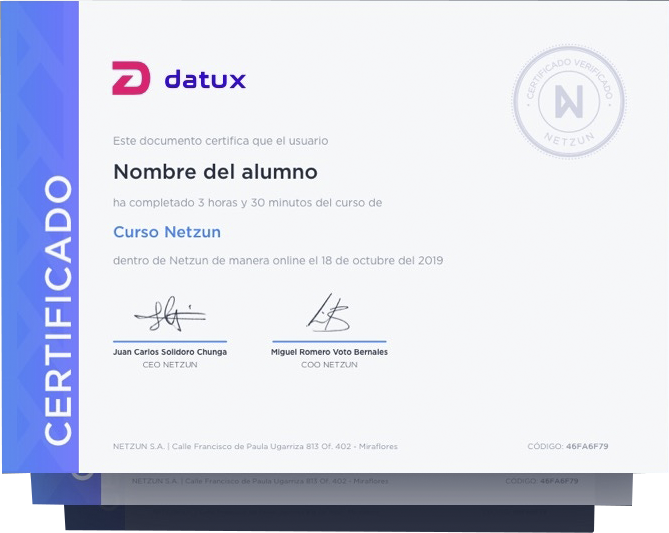 CERTIFICADO
datux
CERTIFICADO VERIFICADO
NETZUN
Este documento certifica que el usuario
Nombre del alumno
ha completado 3 horas y 30 minutos del curso de
Curso Netzun
dentro de Netzun de manera online el 18 de octubre del 2019
Juan Carlos Solidoro Chunga
CEO NETZUN
Miguel Romero Voto Bernales
COO NETZUN
NETZUN S.A. | Calle Francisco de Paula Ugarriza 813 Of. 402 - Miraflores
CÓDIGO: 46FA6F79
NETZUN S.A. | Calle Francisco de Paula Ugarriza 813 Of. 402 - Miraflores
CÓDIGO: 46FA6F79